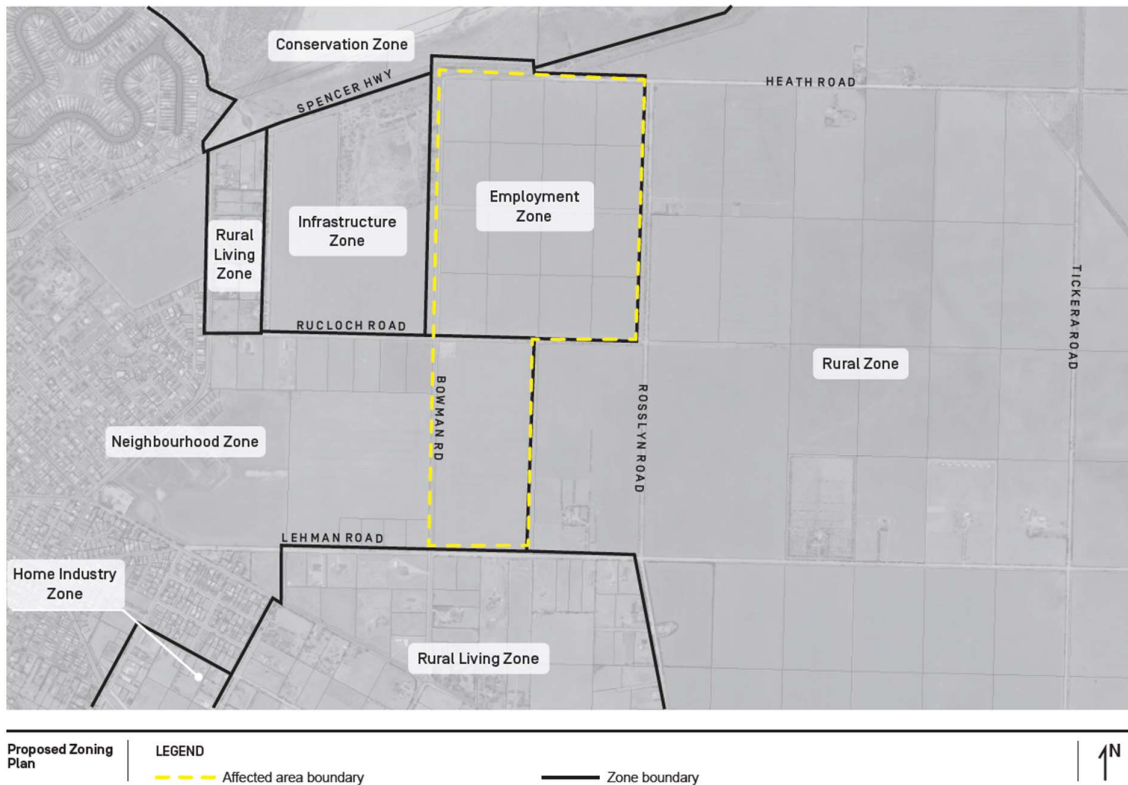 Conservation Zone
SPENCER HWY
HEATH ROAD
Employment
Zone
Infrastructure
Zone
Rural
Living
Zone
TICKERA ROAD
RUCLOCH ROAD
Rural Zone
BOWMAN RD
ROSSLYN ROAD
Neighbourhood Zone
LEHMAN ROAD
Home Industry
Zone
Rural Living Zone
Proposed Zoning
Plan
LEGEND
Affected area boundary
Zone boundary
N